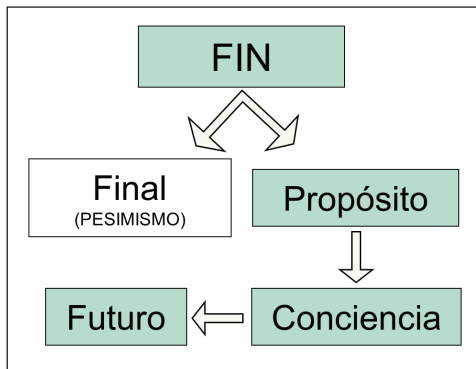 FIN
Final
(PESIMISMO)
Propósito
Futuro
Conciencia